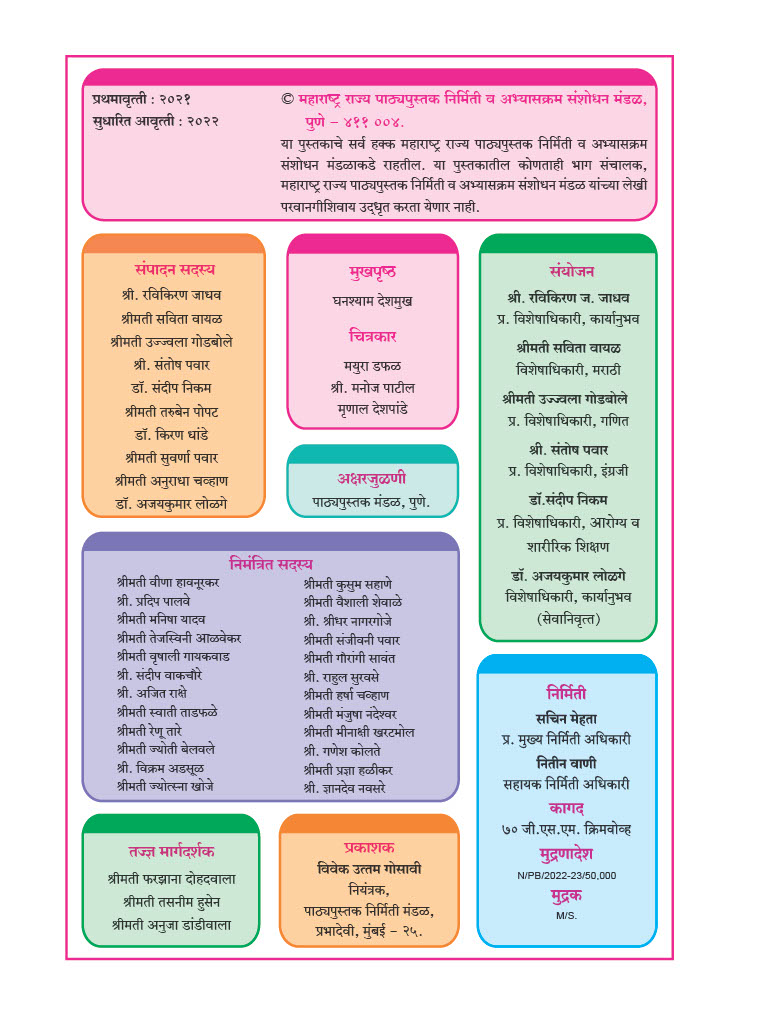 प्रथमावृत्ती : २०२१
सुधारित आवृत्ती : २०२२
© महाराष्ट्र राज्य पाठ्यपुस्तक निर्मिती व अभ्यासक्रम संशोधन मंडळ,
पुणे – ४११ ००४.
या पुस्तकाचे सर्व हक्क महाराष्ट्र राज्य पाठ्यपुस्तक निर्मिती व अभ्यासक्रम
संशोधन मंडळाकडे राहतील. या पुस्तकातील कोणताही भाग संचालक,
महाराष्ट्र राज्य पाठ्यपुस्तक निर्मिती व अभ्यासक्रम संशोधन मंडळ यांच्या लेखी
परवानगीशिवाय उद्धृत करता येणार नाही.
संपादन सदस्य
श्री. रविकिरण जाधव
श्रीमती सविता वायळ
श्रीमती उज्ज्वला गोडबोले
श्री. संतोष पवार
डॉ. संदीप निकम
श्रीमती तरुबेन पोपट
डॉ. किरण धांडे
श्रीमती सुवर्णा पवार
श्रीमती अनुराधा चव्हाण
डॉ. अजयकुमार लोळगे
मुखपृष्ठ
घनश्याम देशमुख
चित्रकार
मयुरा डफळ
श्री. मनोज पाटील
मृणाल देशपांडे
अक्षरजुळणी
पाठ्यपुस्तक मंडळ, पुणे.
संयोजन
श्री. रविकिरण ज. जाधव
प्र. विशेषाधिकारी, कार्यानुभव
श्रीमती सविता वायळ
विशेषाधिकारी, मराठी
श्रीमती उज्ज्वला गोडबोले
प्र. विशेषाधिकारी, गणित
श्री. संतोष पवार
प्र. विशेषाधिकारी, इंग्रजी
डॉ.संदीप निकम
प्र. विशेषाधिकारी, आरोग्य व
शारीरिक शिक्षण
डॉ. अजयकुमार लोळगे
विशेषाधिकारी, कार्यानुभव
(सेवानिवृत्त)
निमंत्रित सदस्य
श्रीमती वीणा हावनूरकर
श्री. प्रदिप पालवे
श्रीमती मनिषा यादव
श्रीमती तेजस्विनी आळवेकर
श्रीमती वृषाली गायकवाड
श्री. संदीप वाकचौरे
श्री. अजित राक्षे
श्रीमती स्वाती ताडफळे
श्रीमती रेणू तारे
श्रीमती ज्योती बेलवले
श्री. विक्रम अडसूळ
श्रीमती ज्योत्स्ना खोजे
श्रीमती कुसुम सहाणे
श्रीमती वैशाली शेवाळे
श्री. श्रीधर नागरगोजे
श्रीमती संजीवनी पवार
श्रीमती गौरांगी सावंत
श्री. राहुल सुरवसे
श्रीमती हर्षा चव्हाण
श्रीमती मंजुषा नंदेश्वर
श्रीमती मीनाक्षी खरटमोल
श्री. गणेश कोलते
श्रीमती प्रज्ञा हळीकर
श्री. ज्ञानदेव नवसरे
निर्मिती
सचिन मेहता
प्र. मुख्य निर्मिती अधिकारी
नितीन वाणी
सहायक निर्मिती अधिकारी
कागद
७० जी.एस.एम. क्रिमवोव्ह
मुद्रणादेश
N/PB/2022-23/50,000
मुद्रक
M/S.
तज्ज्ञ मार्गदर्शक
श्रीमती फरझाना दोहदवाला
श्रीमती तसनीम हुसेन
श्रीमती अनुजा डांडीवाला
प्रकाशक
विवेक उत्तम गोसावी
नियंत्रक,
पाठ्यपुस्तक निर्मिती मंडळ,
प्रभादेवी, मुंबई – २५.